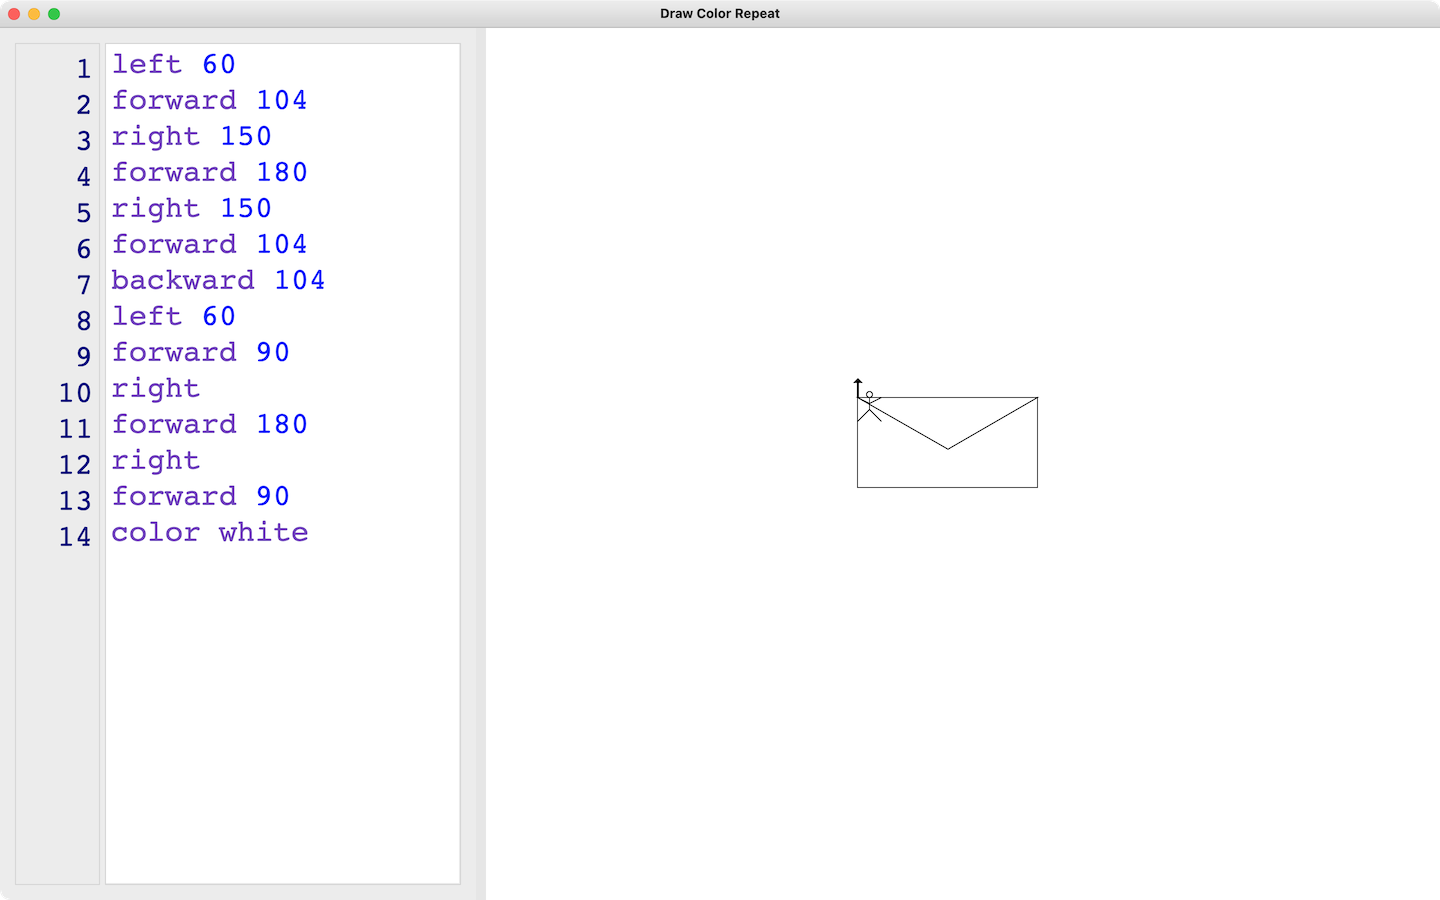 Draw Color Repeat
1 left 60
2 forward 104
3 right 150
4 forward 180
5 right 150
6 forward 104
7 backward 104
8 left 60
9 forward 90
10 right
11 forward 180
12 right
13 forward 90
14 color white